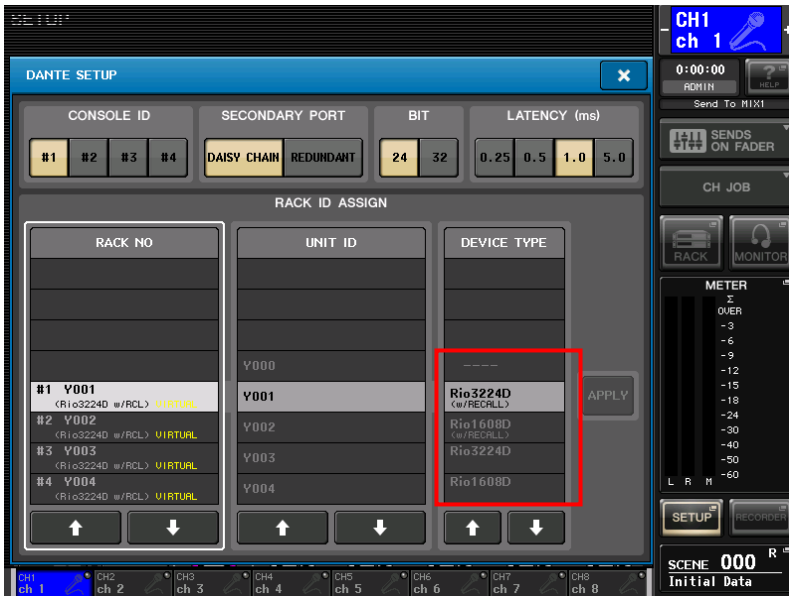 SETUP
CH1
ch 1
DANTE SETUP
0:00:00
ADMIN
?
HELP
Send To MIX1
CONSOLE ID
SECONDARY PORT
BIT
LATENCY (ms)
#1 #2 #3 #4
DAISY CHAIN REDUNDANT
24 32
0.25 0.5 1.0 5.0
SENDS
ON FADER
CH JOB
RACK ID ASSIGN
RACK NO
UNIT ID
DEVICE TYPE
RACK
MONITOR
Y000
----
#1 Y001
(Rio3224D w/RCL) VIRTUAL
Y001
Rio3224D
(w/RECALL)
APPLY
#2 Y002
(Rio3224D w/RCL) VIRTUAL
Y002
Rio1608D
(w/RECALL)
#3 Y003
(Rio3224D w/RCL) VIRTUAL
Y003
Rio3224D
#4 Y004
(Rio3224D w/RCL) VIRTUAL
Y004
Rio1608D
METER
Σ
OVER
-3
-6
-9
-12
-15
-18
-24
-30
-40
-50
-60
L R M
SETUP
RECORDER
SCENE 000 R
Initial Data
CH1
ch 1
CH2
ch 2
CH3
ch 3
CH4
ch 4
CH5
ch 5
CH6
ch 6
CH7
ch 7
CH8
ch 8